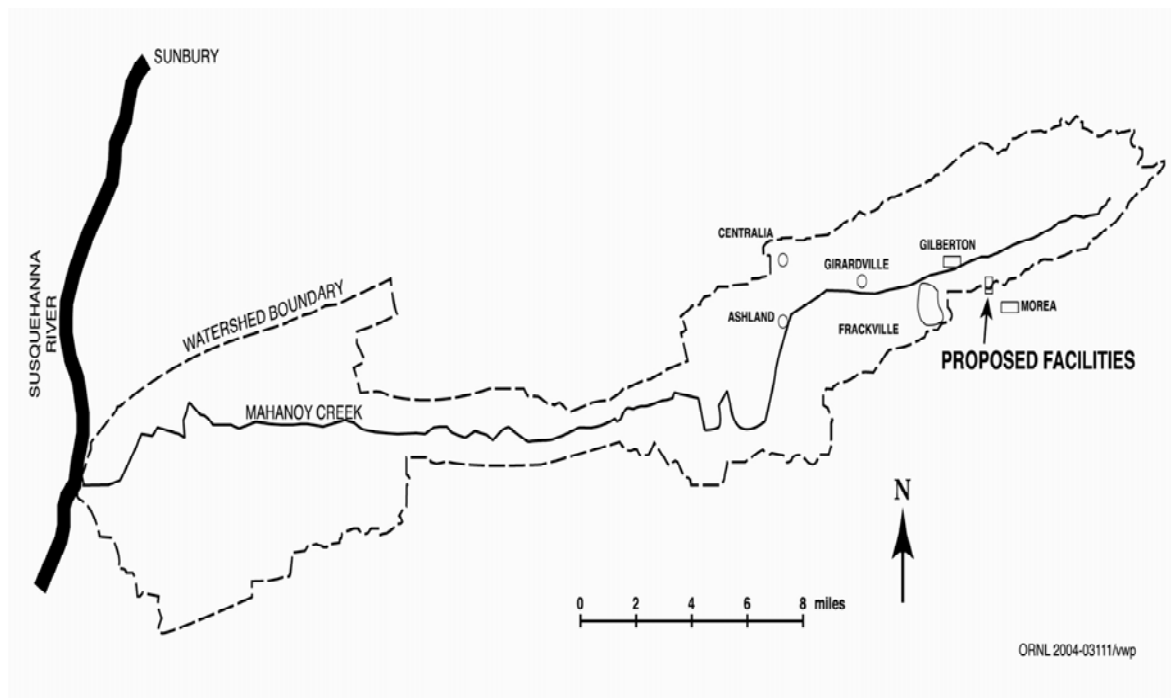 SUNBURY
SUSQUEHANNA
RIVER
WATERSHED BOUNDARY
MAHANOY CREEK
CENTRALIA
GIRARDVILLE
GILBERTON
ASHLAND
FRACKVILLE
MOREA
PROPOSED FACILITIES
N
0 2 4 6 8 miles
ORNL 2004-03111/vwp